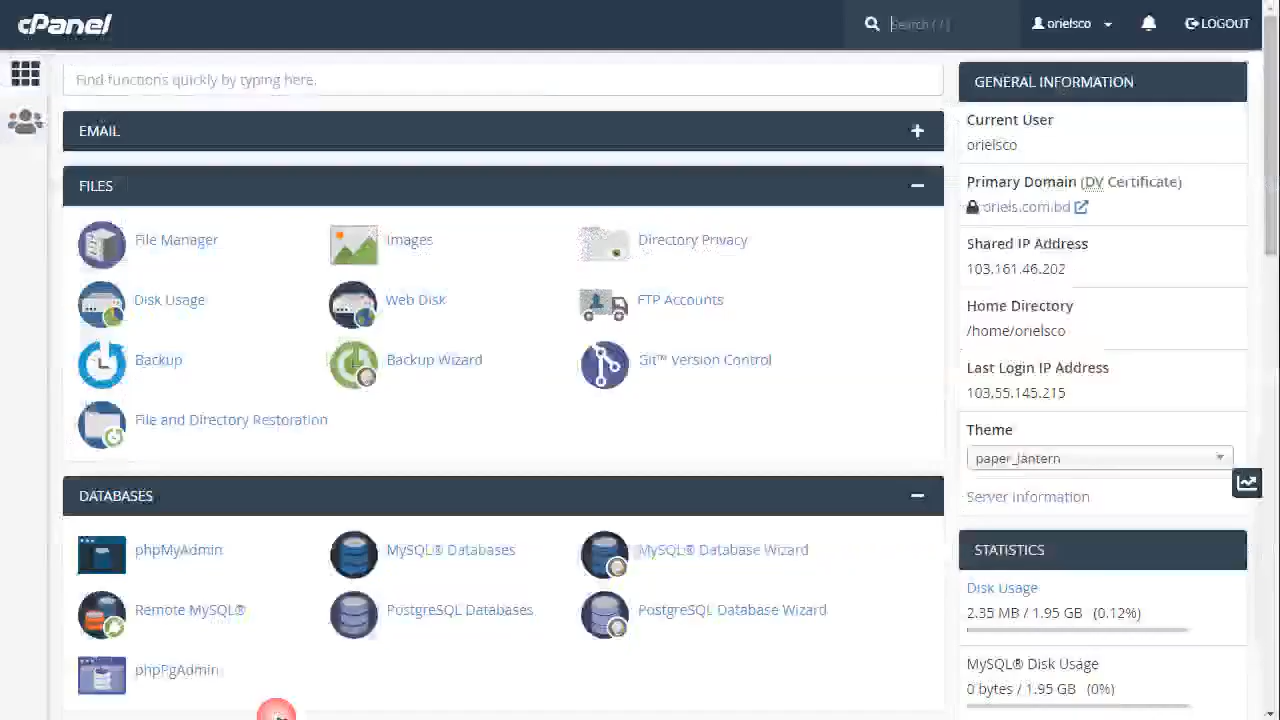 cPanel
Search ( / )
orielsco
LOGOUT
Find functions quickly by typing here.
EMAIL
FILES
File Manager
Images
Directory Privacy
Disk Usage
Web Disk
FTP Accounts
Backup
Backup Wizard
Git™ Version Control
File and Directory Restoration
DATABASES
phpMyAdmin
MySQL® Databases
MySQL® Database Wizard
Remote MySQL®
PostgreSQL Databases
PostgreSQL Database Wizard
phpPgAdmin
GENERAL INFORMATION
Current User
orielsco
Primary Domain (DV Certificate)
oriels.com.bd
Shared IP Address
103.161.46.202
Home Directory
/home/orielsco
Last Login IP Address
103.55.145.215
Theme
paper_lantern
Server Information
STATISTICS
Disk Usage
2.35 MB / 1.95 GB (0.12%)
MySQL® Disk Usage
0 bytes / 1.95 GB (0%)